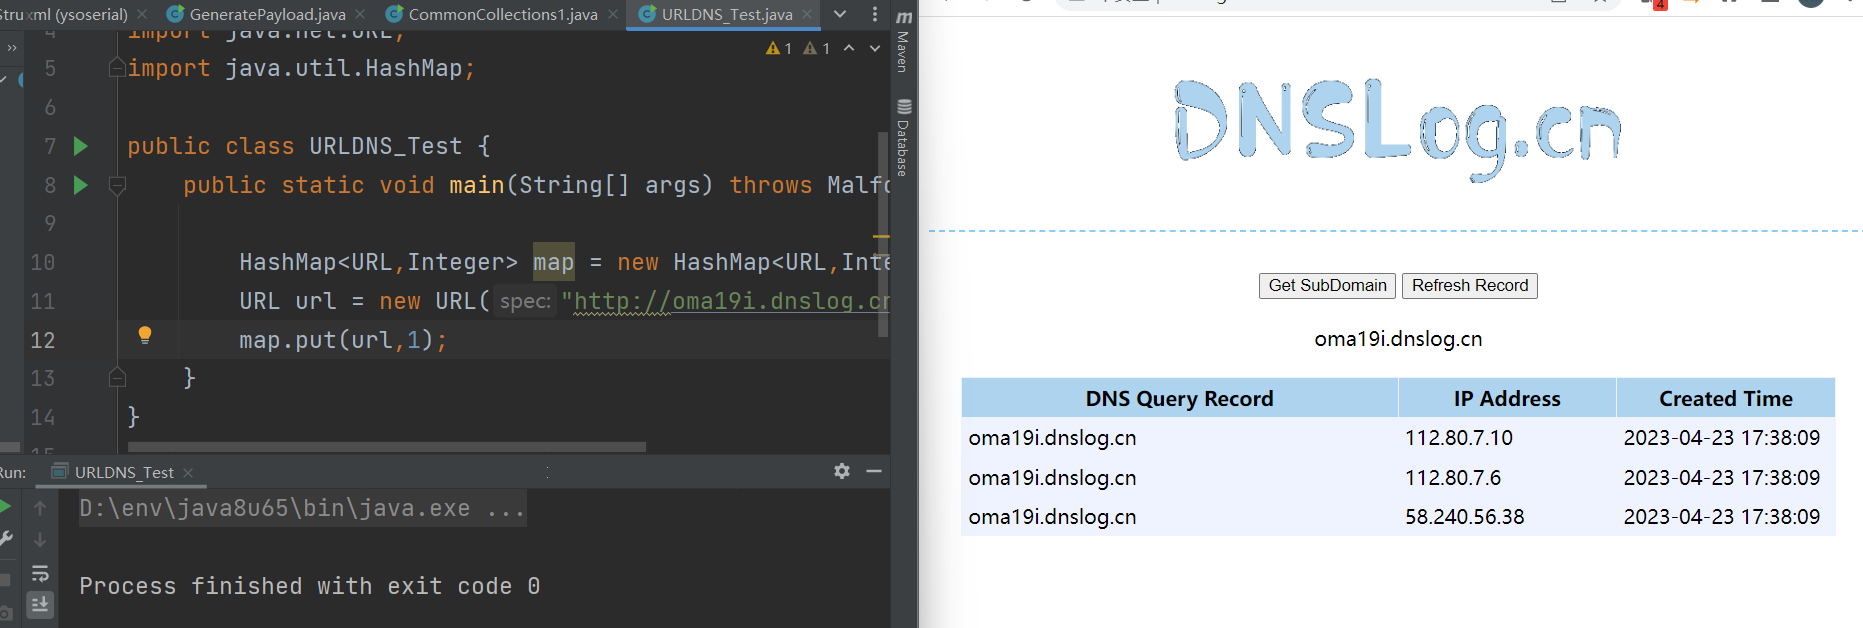 xml (ysoserial)
GeneratePayload.java
CommonCollections1.java
URLDNS_Test.java
import java.net.URL;
5 import java.util.HashMap;
6
7 public class URLDNS_Test {
8 public static void main(String[] args) throws Malfo
9
10 HashMap<URL,Integer> map = new HashMap<URL,Inte
11 URL url = new URL( spec: "http://oma19i.dnslog.cn
12 map.put(url,1);
13 }
14 }
15
1 1
m
Maven
Database
Run: URLDNS_Test
D:\env\java8u65\bin\java.exe ...
Process finished with exit code 0
4
DNSLog.cn
Get SubDomain Refresh Record
oma19i.dnslog.cn
DNS Query Record IP Address Created Time
oma19i.dnslog.cn 112.80.7.10 2023-04-23 17:38:09
oma19i.dnslog.cn 112.80.7.6 2023-04-23 17:38:09
oma19i.dnslog.cn 58.240.56.38 2023-04-23 17:38:09